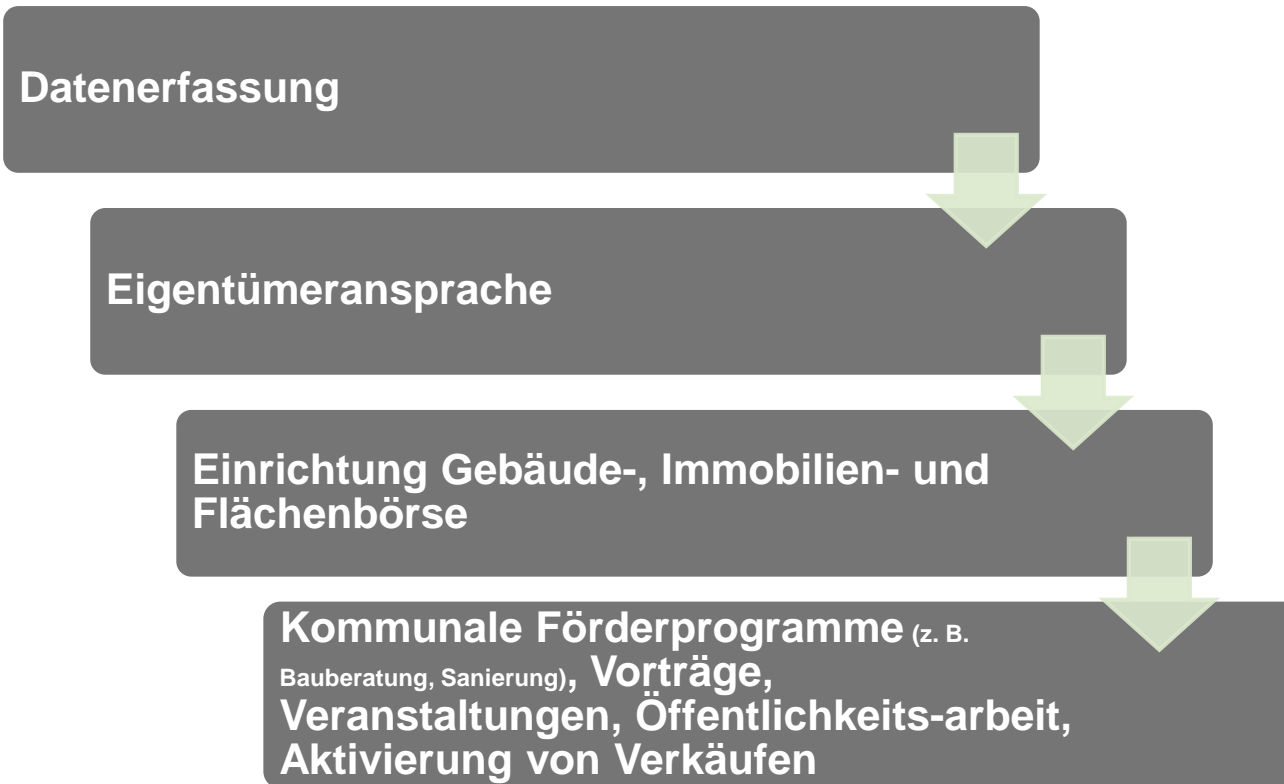 Datenerfassung
Eigentümeransprache
Einrichtung Gebäude-, Immobilien- und
Flächenbörse
Kommunale Förderprogramme (z. B.
Bauberatung, Sanierung), Vorträge,
Veranstaltungen, Öffentlichkeits-arbeit,
Aktivierung von Verkäufen